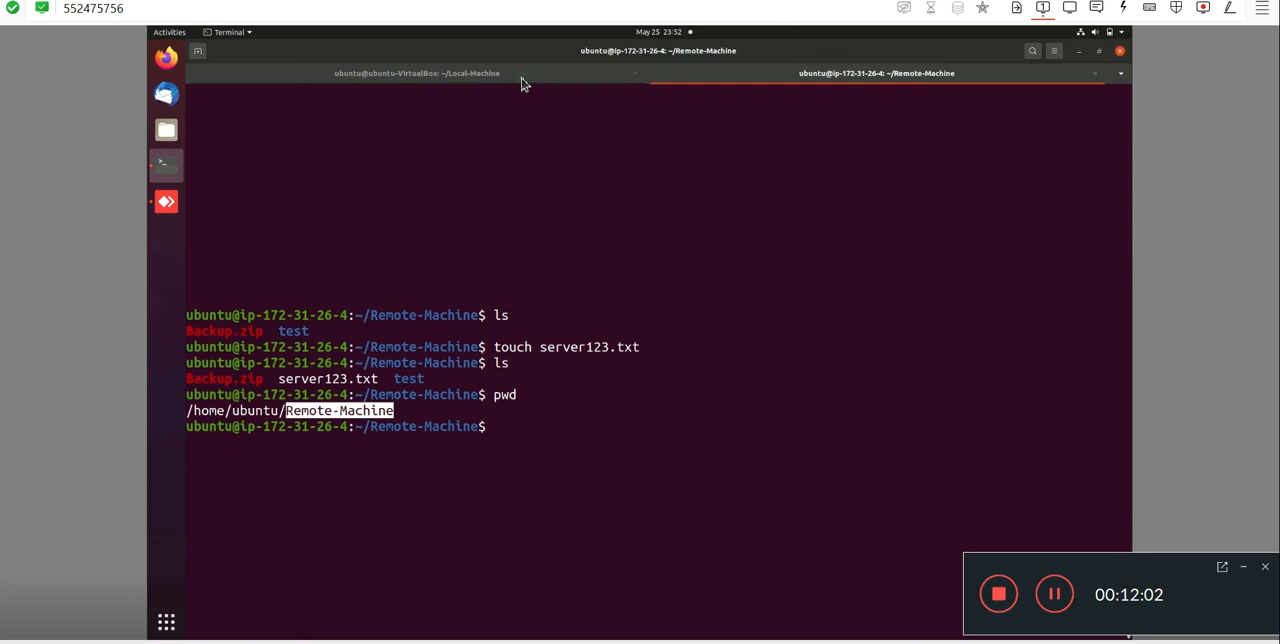 552475756
Activities Terminal May 25 23:52
ubuntu@ip-172-31-26-4: ~/Remote-Machine
ubuntu@ubuntu-VirtualBox: ~/Local-Machine
ubuntu@ip-172-31-26-4: ~/Remote-Machine
ubuntu@ip-172-31-26-4:~/Remote-Machine$ ls
Backup.zip test
ubuntu@ip-172-31-26-4:~/Remote-Machine$ touch server123.txt
ubuntu@ip-172-31-26-4:~/Remote-Machine$ ls
Backup.zip server123.txt test
ubuntu@ip-172-31-26-4:~/Remote-Machine$ pwd
/home/ubuntu/Remote-Machine
ubuntu@ip-172-31-26-4:~/Remote-Machine$
00:12:02